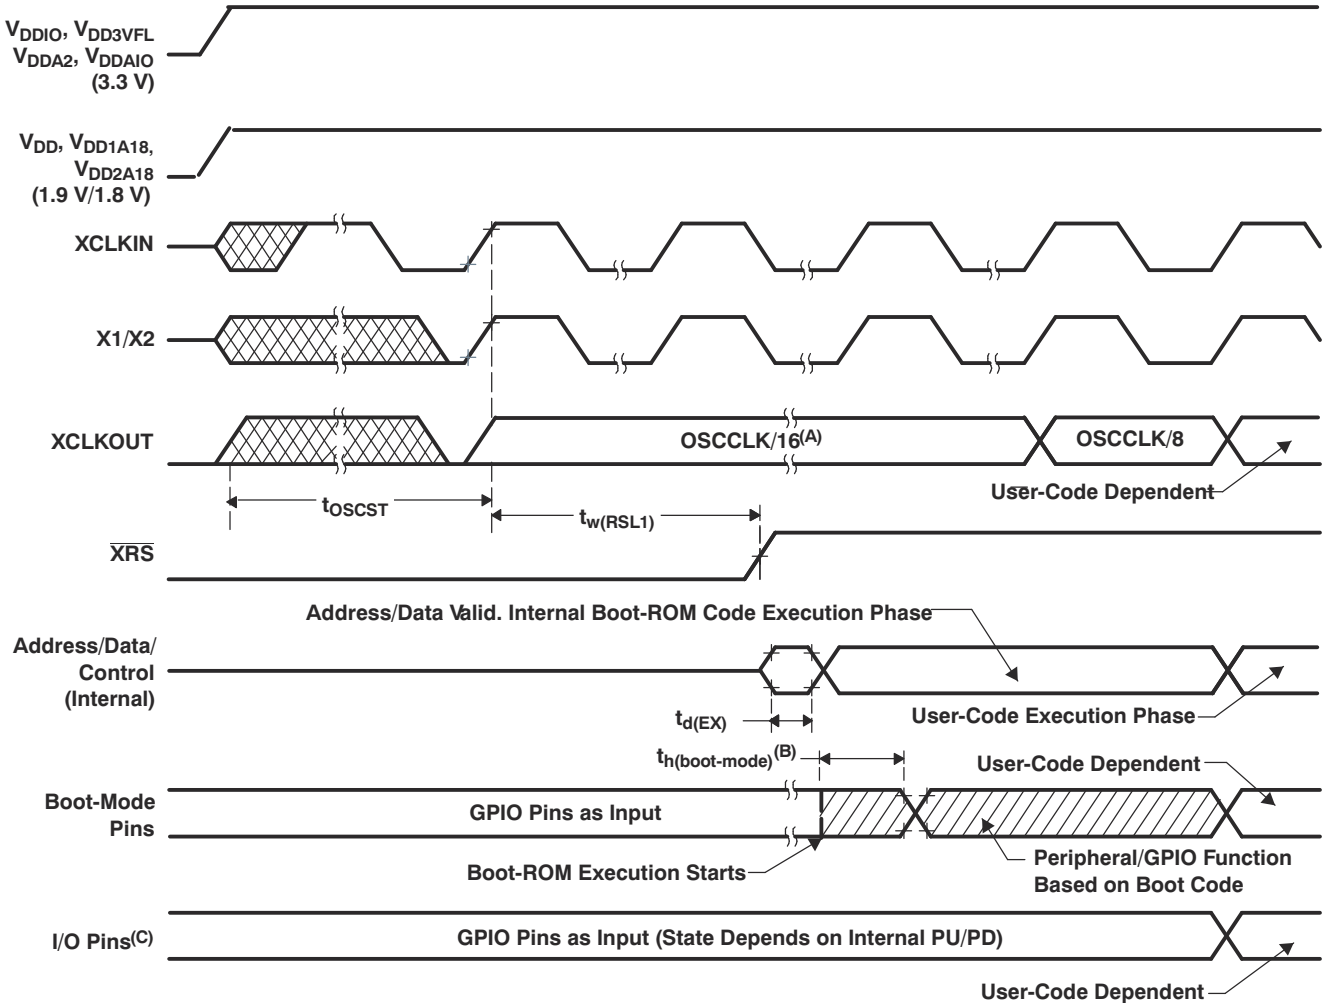 VDDIO, VDD3VFL
VDDA2, VDDAIO
(3.3 V)
VDD, VDD1A18,
VDD2A18
(1.9 V/1.8 V)
XCLKIN
X1/X2
XCLKOUT
OSCCLK/16(A)
OSCCLK/8
User-Code Dependent
tOSCST
tw(RSL1)
XRS
Address/Data Valid. Internal Boot-ROM Code Execution Phase
Address/Data/
Control
(Internal)
td(EX)
User-Code Execution Phase
th(boot-mode)(B)
User-Code Dependent
Boot-Mode
Pins
GPIO Pins as Input
Boot-ROM Execution Starts
Peripheral/GPIO Function
Based on Boot Code
I/O Pins(C)
GPIO Pins as Input (State Depends on Internal PU/PD)
User-Code Dependent